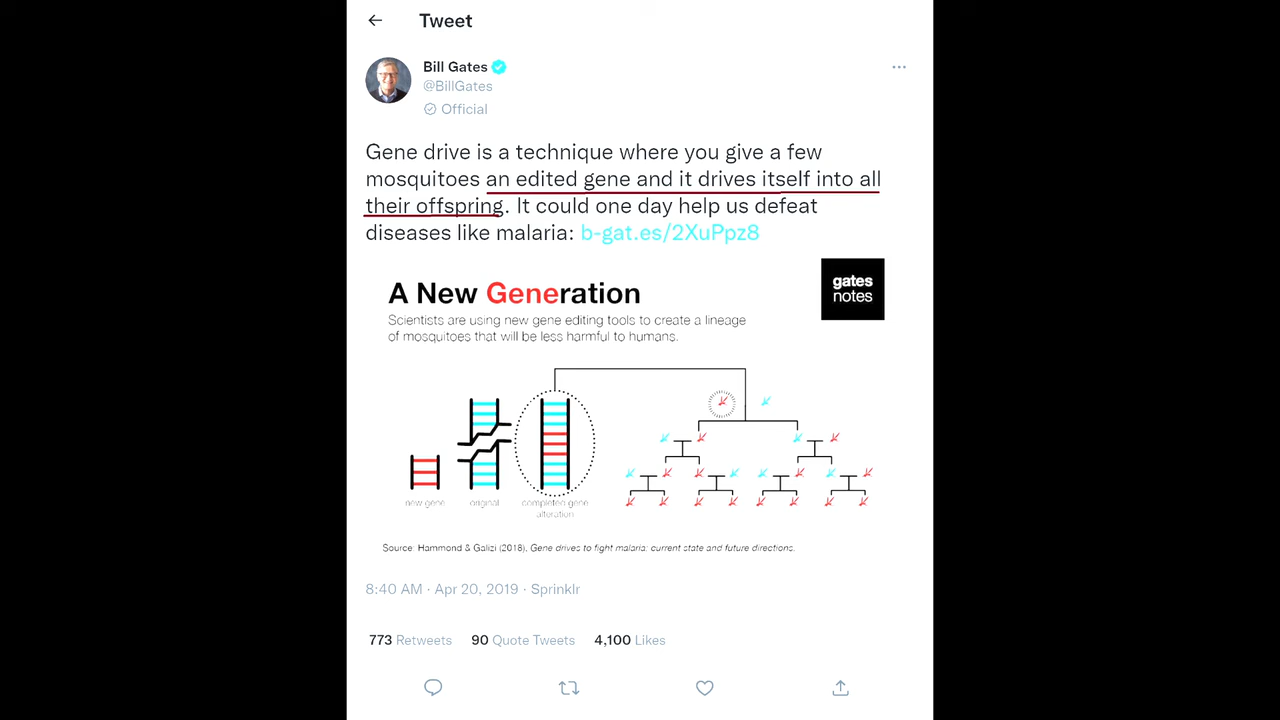 Tweet
Bill Gates
@BillGates
Official
Gene drive is a technique where you give a few
mosquitoes an edited gene and it drives itself into all
their offspring. It could one day help us defeat
diseases like malaria: b-gat.es/2XuPpz8
A New Generation
gates
notes
Scientists are using new gene editing tools to create a lineage
of mosquitoes that will be less harmful to humans.
new gene
original
completed gene
alteration
Source: Hammond & Galizi (2018), Gene drives to fight malaria: current state and future directions.
8:40 AM · Apr 20, 2019 · Sprinklr
773 Retweets 90 Quote Tweets 4,100 Likes